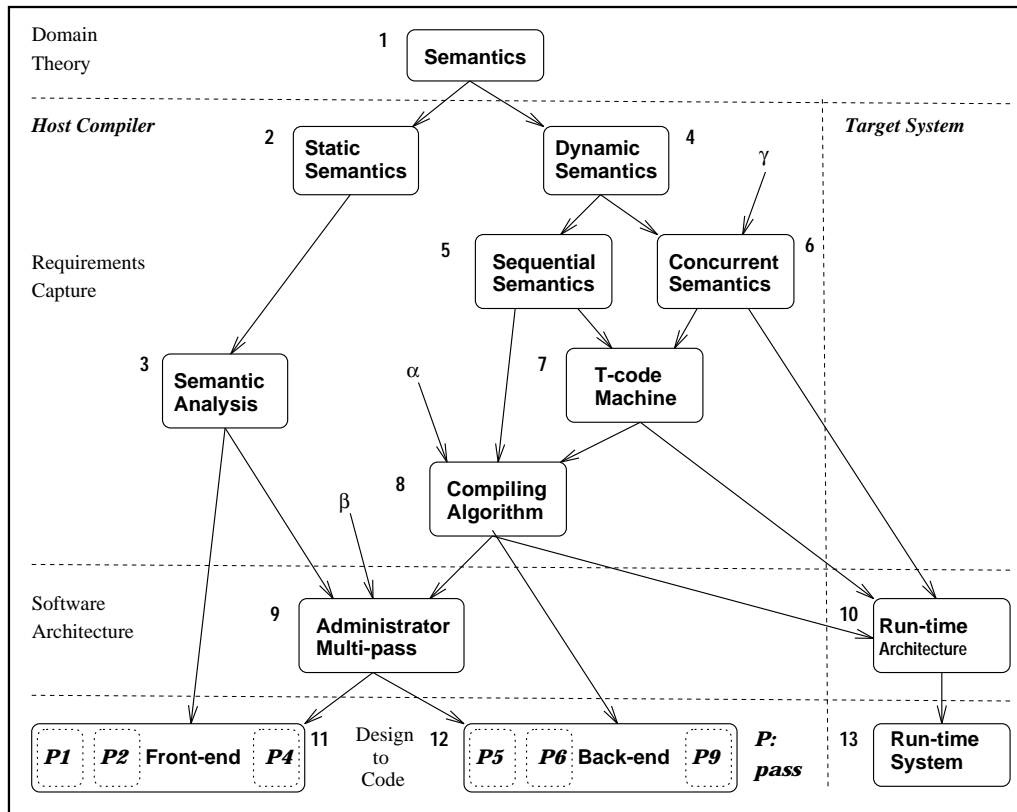 Domain
Theory
1
Semantics
Host Compiler
Target System
2
Static
Semantics
Dynamic
Semantics
4
γ
Requirements
Capture
5
Sequential
Semantics
Concurrent
Semantics
6
3
Semantic
Analysis
α
7
T-code
Machine
8
Compiling
Algorithm
β
Software
Architecture
9
Administrator
Multi-pass
10
Run-time
Architecture
P1 P2 Front-end P4
11
Design
to
Code
12
P5 P6 Back-end P9
P:
pass
13
Run-time
System